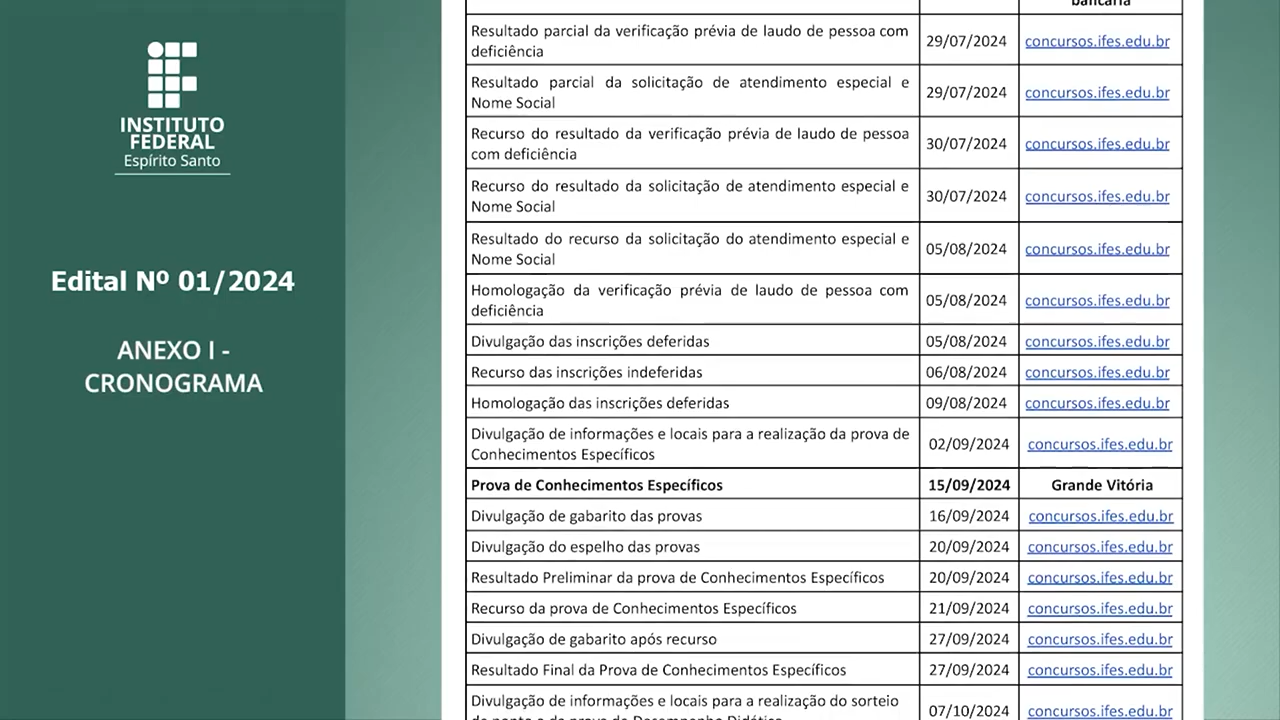 INSTITUTO
FEDERAL
Espírito Santo
Edital Nº 01/2024
ANEXO I -
CRONOGRAMA
bancária
Resultado parcial da verificação prévia de laudo de pessoa com
deficiência
29/07/2024
concursos.ifes.edu.br
Resultado parcial da solicitação de atendimento especial e
Nome Social
29/07/2024
concursos.ifes.edu.br
Recurso do resultado da verificação prévia de laudo de pessoa
com deficiência
30/07/2024
concursos.ifes.edu.br
Recurso do resultado da solicitação de atendimento especial e
Nome Social
30/07/2024
concursos.ifes.edu.br
Resultado do recurso da solicitação do atendimento especial e
Nome Social
05/08/2024
concursos.ifes.edu.br
Homologação da verificação prévia de laudo de pessoa com
deficiência
05/08/2024
concursos.ifes.edu.br
Divulgação das inscrições deferidas
05/08/2024
concursos.ifes.edu.br
Recurso das inscrições indeferidas
06/08/2024
concursos.ifes.edu.br
Homologação das inscrições deferidas
09/08/2024
concursos.ifes.edu.br
Divulgação de informações e locais para a realização da prova de
Conhecimentos Específicos
02/09/2024
concursos.ifes.edu.br
Prova de Conhecimentos Específicos
15/09/2024
Grande Vitória
Divulgação de gabarito das provas
16/09/2024
concursos.ifes.edu.br
Divulgação do espelho das provas
20/09/2024
concursos.ifes.edu.br
Resultado Preliminar da prova de Conhecimentos Específicos
20/09/2024
concursos.ifes.edu.br
Recurso da prova de Conhecimentos Específicos
21/09/2024
concursos.ifes.edu.br
Divulgação de gabarito após recurso
27/09/2024
concursos.ifes.edu.br
Resultado Final da Prova de Conhecimentos Específicos
27/09/2024
concursos.ifes.edu.br
Divulgação de informações e locais para a realização do sorteio
de ponto e da prova de Desempenho Didático
07/10/2024
concursos.ifes.edu.br